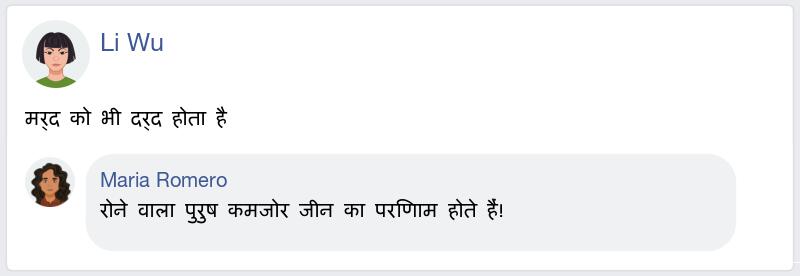 Li Wu
मर्द को भी दर्द होता है
Maria Romero
रोने वाला पुरुष कमजोर जीन का परिणाम होते हैं!